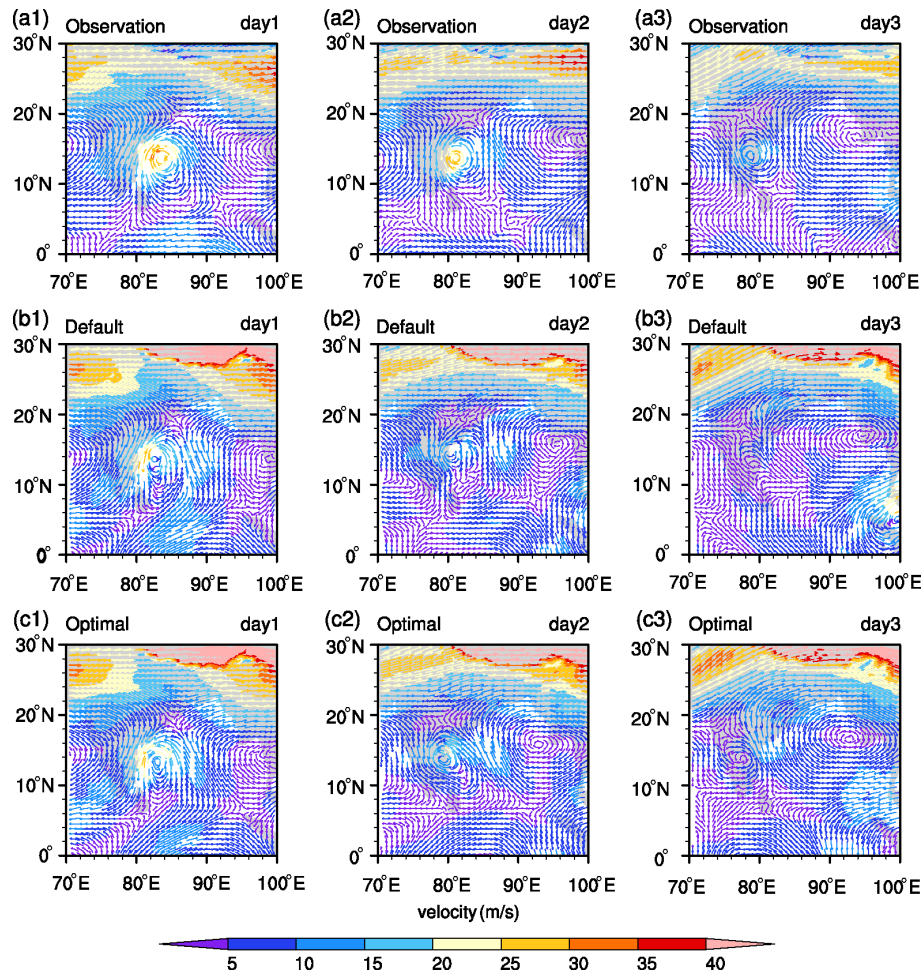 (a1) Observation day1 (a2) Observation day2 (a3) Observation day3
30°N 30°N 30°N
20°N 20°N 20°N
10°N 10°N 10°N
0° 0° 0°
70°E 80°E 90°E 100°E 70°E 80°E 90°E 100°E 70°E 80°E 90°E 100°E
(b1) Default day1 (b2) Default day2 (b3) Default day3
30°N 30°N 30°N
20°N 20°N 20°N
10°N 10°N 10°N
0° 0° 0°
70°E 80°E 90°E 100°E 70°E 80°E 90°E 100°E 70°E 80°E 90°E 100°E
(c1) Optimal day1 (c2) Optimal day2 (c3) Optimal day3
30°N 30°N 30°N
20°N 20°N 20°N
10°N 10°N 10°N
0° 0° 0°
70°E 80°E 90°E 100°E 70°E 80°E 90°E 100°E 70°E 80°E 90°E 100°E
velocity (m/s)
5 10 15 20 25 30 35 40